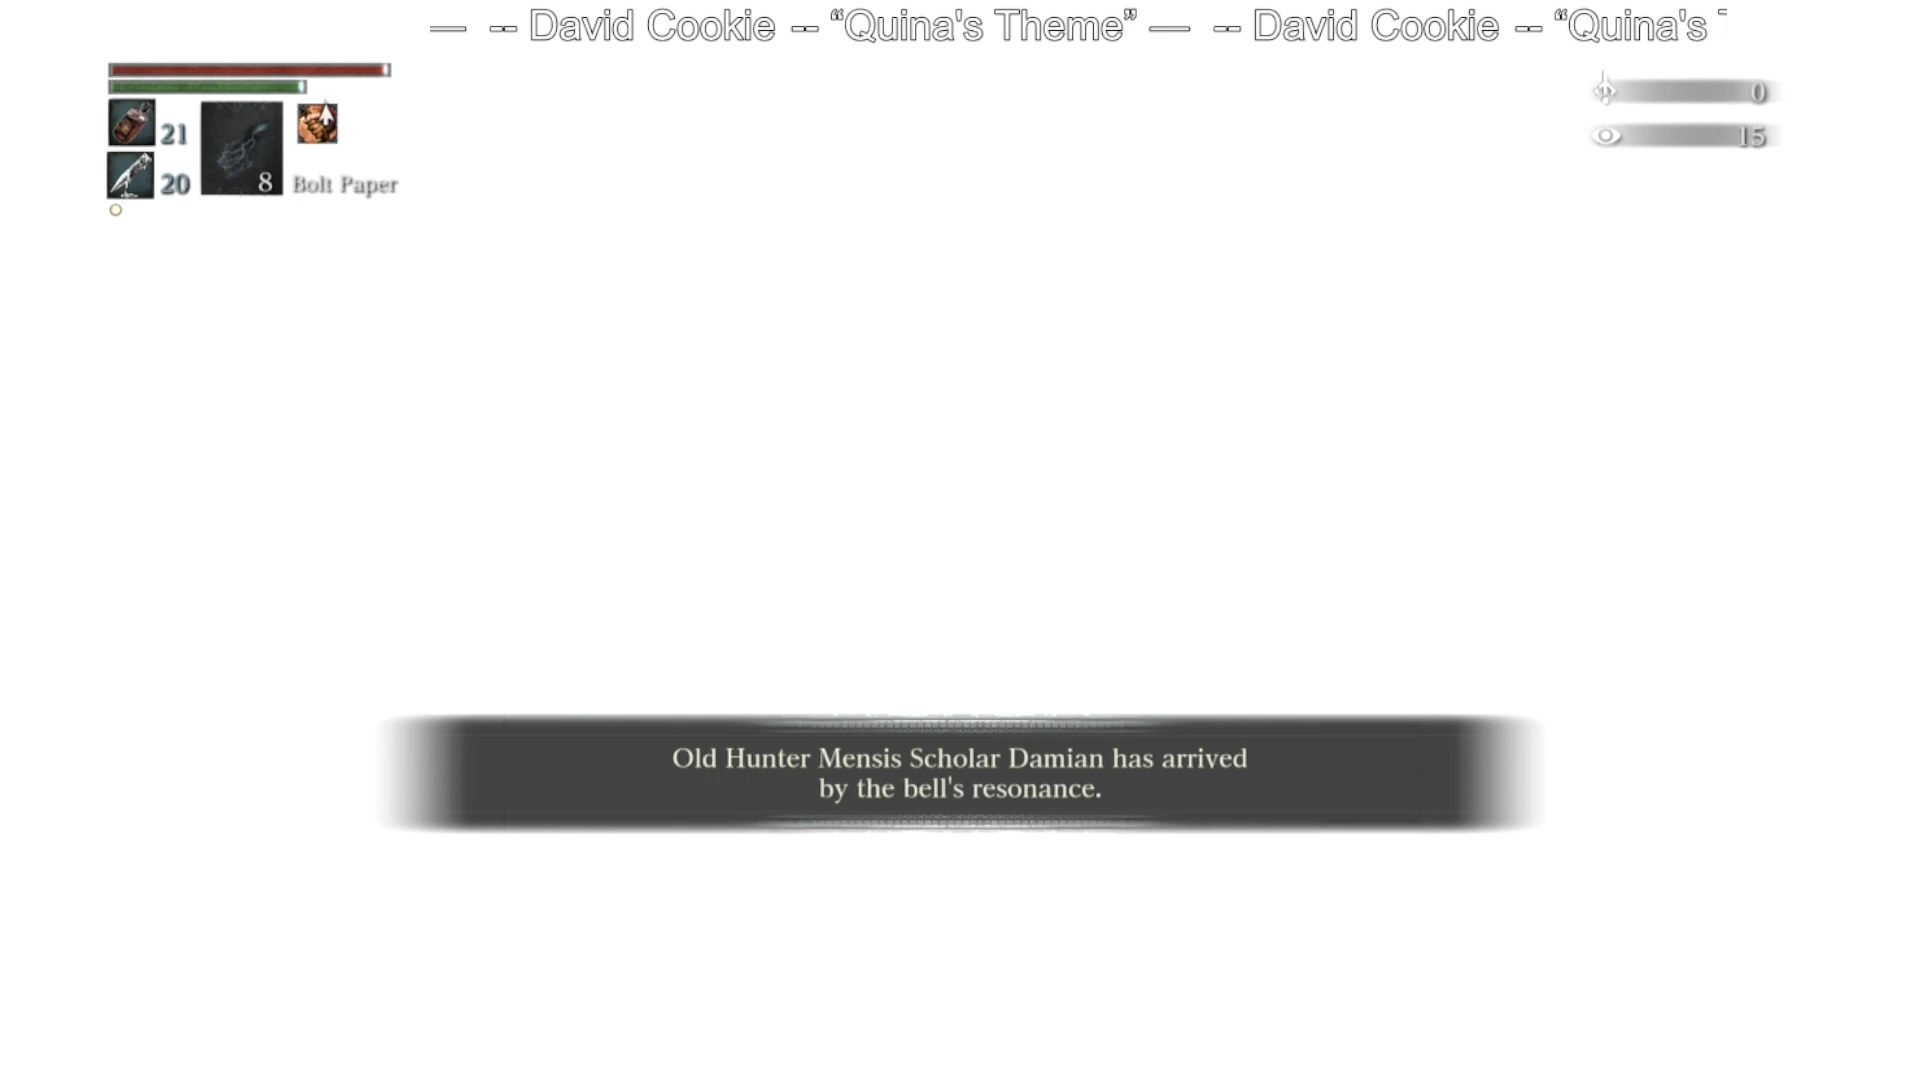 — -- David Cookie -- “Quina's Theme” — -- David Cookie -- “Quina's
21
20
8
Bolt Paper
0
15
Old Hunter Mensis Scholar Damian has arrived
by the bell's resonance.